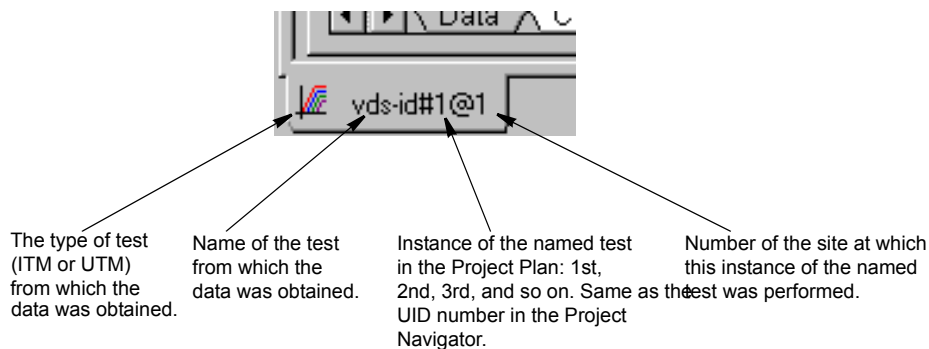 Data
vds-id#1@1
The type of test
(ITM or UTM)
from which the
data was obtained.
Name of the test
from which the
data was obtained.
Instance of the named test
in the Project Plan: 1st,
2nd, 3rd, and so on. Same as the
UID number in the Project
Navigator.
Number of the site at which
this instance of the named
test was performed.